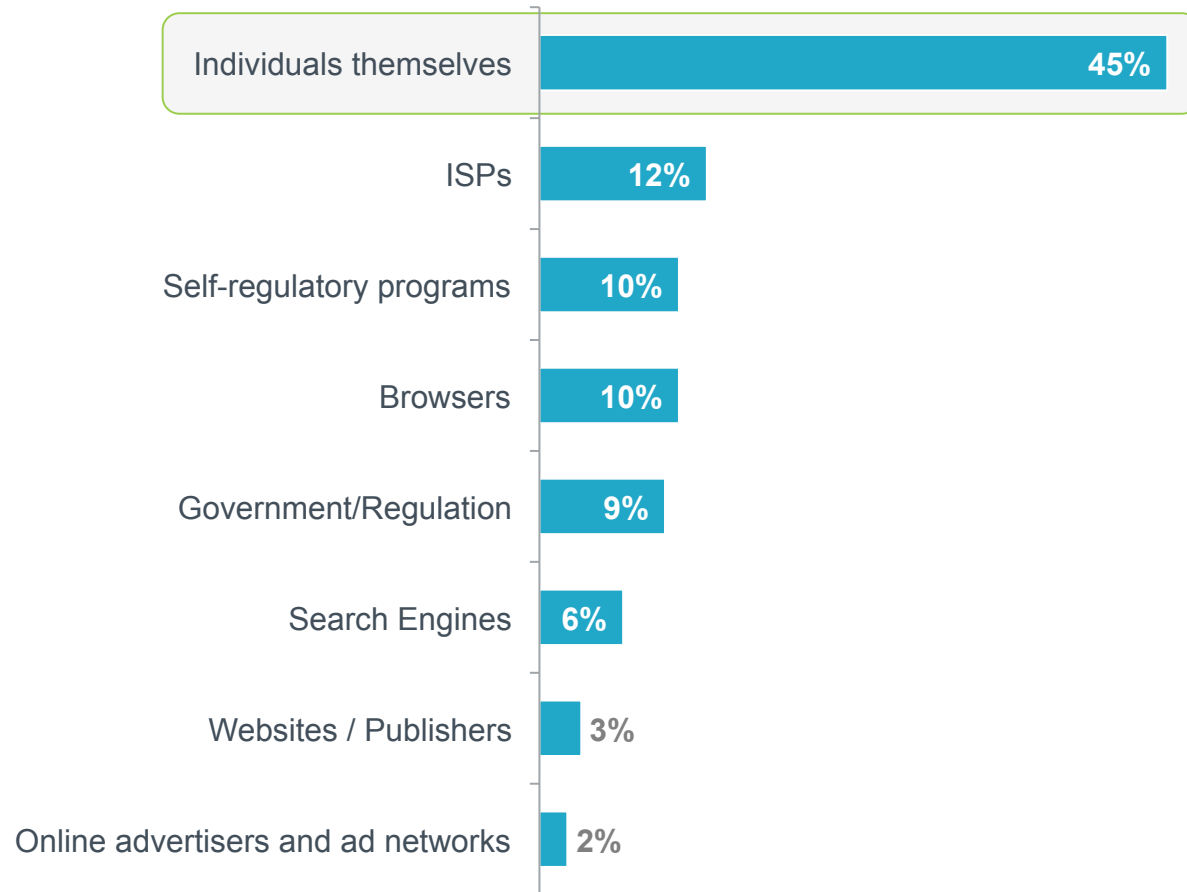 Individuals themselves 45%
ISPs 12%
Self-regulatory programs 10%
Browsers 10%
Government/Regulation 9%
Search Engines 6%
Websites / Publishers 3%
Online advertisers and ad networks 2%